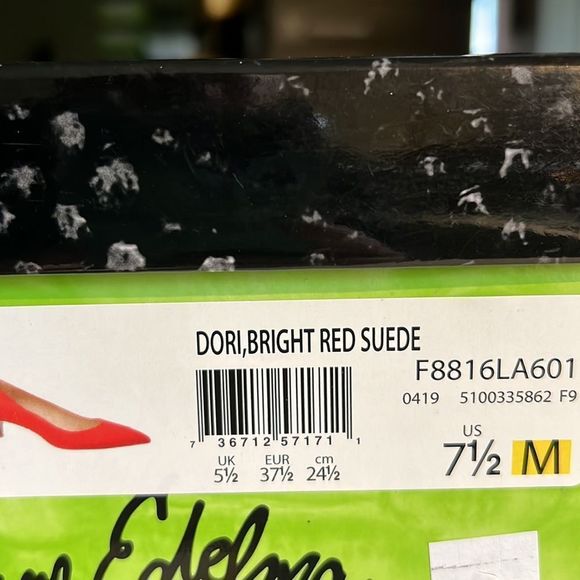 DORI,BRIGHT RED SUEDE
F8816LA601
0419 5100335862 F9
7 36712 57171 1
UK EUR cm
5½ 37½ 24½
US
7½ M
Edelman